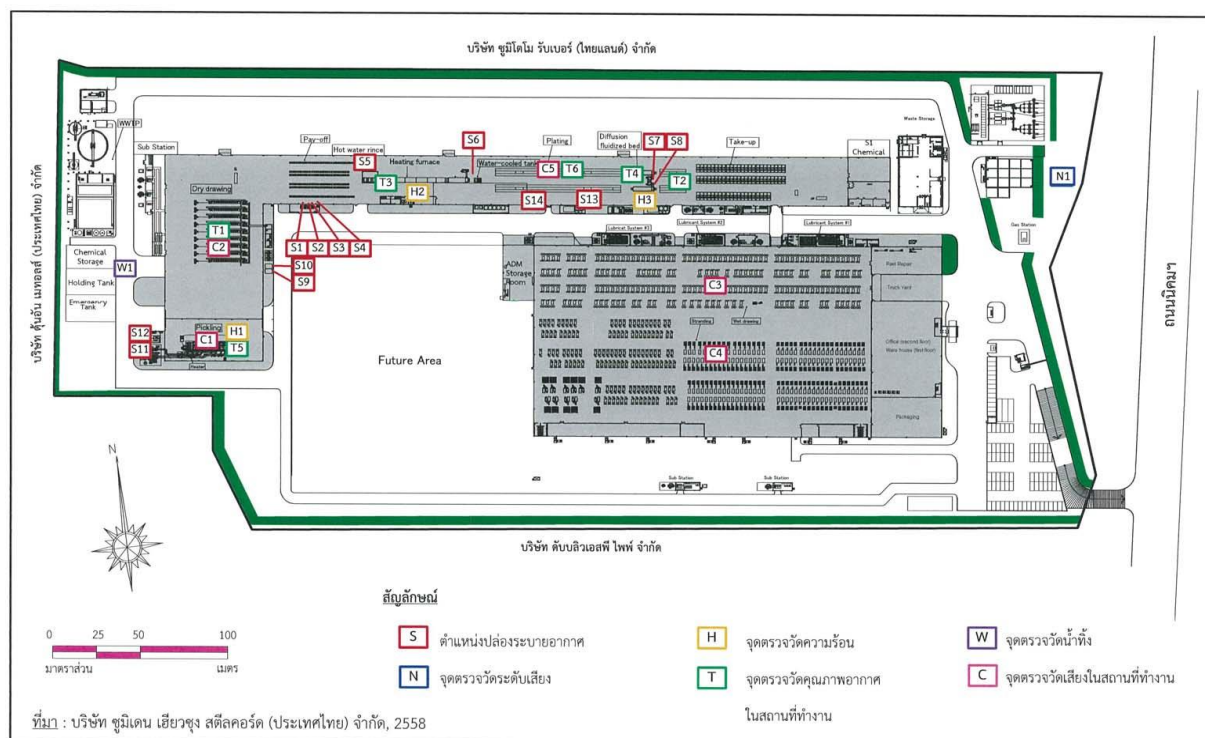 บริษัท ซูมิโตโม รับเบอร์ (ไทยแลนด์) จำกัด
บริษัท ดุ้นอัน เมทอลส์ (ประเทศไทย) จำกัด
ถนนนิคมฯ
WWTP
Sub Station
Pay-off
Hot water rince
S5
Heating furnace
S6
Water-cooled tank
Plating
C5
T6
Diffusion
fluidized bed
S7
S8
T4
T2
Take-up
S1
Chemical
Waste Storage
N1
Gas Station
T3
H2
S14
S13
H3
Dry drawing
T1
C2
S1
S2
S3
S4
S10
S9
Chemical
Storage
W1
Holding Tank
Emergency
Tank
Lubricat System #3
Lubricant System #2
Lubricant System #1
ADM
Storage
Room
C3
Reel Repair
Truck Yard
Stranding
Wet drawing
C4
Office (second floor)
Ware house (first floor)
Packaging
Pickling
S12
S11
C1
H1
T5
Future Area
Sub Station
Sub Station
N
บริษัท ดับบลิวเอสพี ไพพ์ จำกัด
สัญลักษณ์
S ตำแหน่งปล่องระบายอากาศ
H จุดตรวจวัดความร้อน
W จุดตรวจวัดน้ำทิ้ง
N จุดตรวจวัดระดับเสียง
T จุดตรวจวัดคุณภาพอากาศ
ในสถานที่ทำงาน
C จุดตรวจวัดเสียงในสถานที่ทำงาน
0 25 50 100
มาตราส่วน เมตร
ที่มา : บริษัท ซูมิเดน เฮียวซุง สตีลคอร์ด (ประเทศไทย) จำกัด, 2558